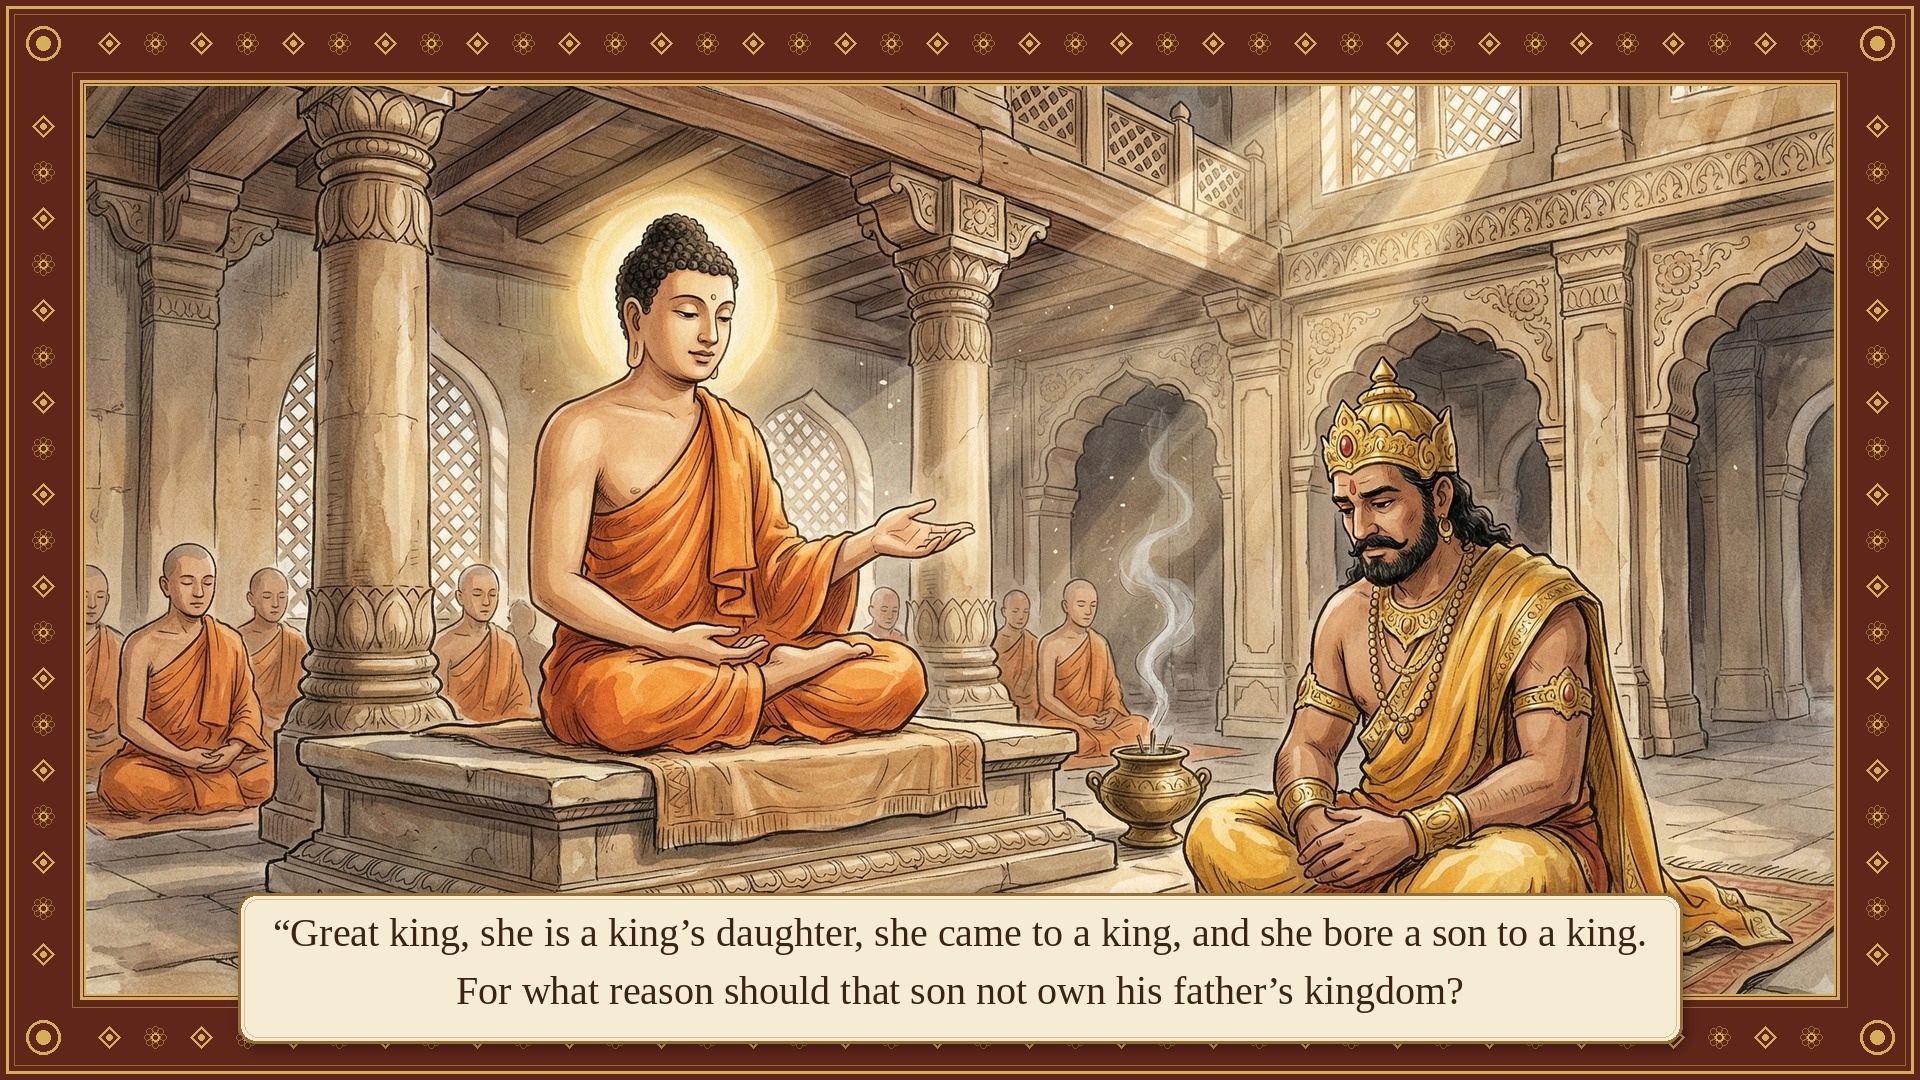 “Great king, she is a king’s daughter, she came to a king, and she bore a son to a king.
For what reason should that son not own his father’s kingdom?